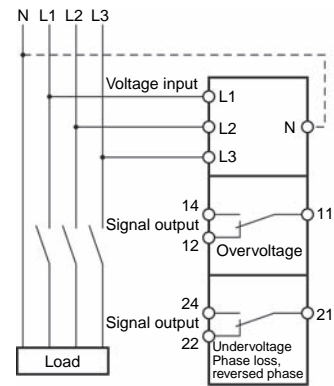 N L1 L2 L3
Voltage input
L1
L2
N
L3
14
11
Signal output
12
Overvoltage
24
21
Signal output
22
Undervoltage
Phase loss,
reversed phase
Load